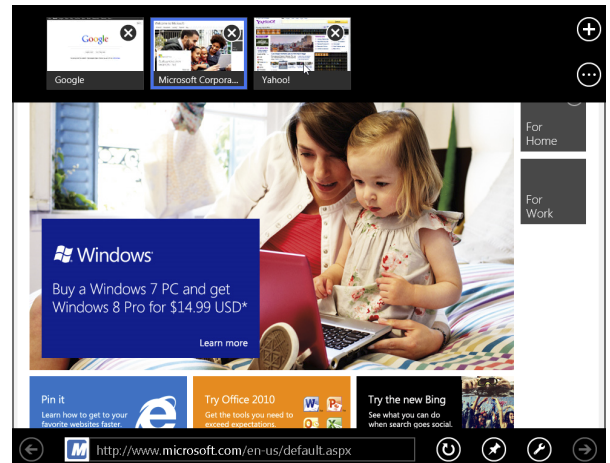 Google
YAHOO!
Google
Microsoft Corpora...
Yahoo!
For
Home
For
Work
Windows
Buy a Windows 7 PC and get
Windows 8 Pro for $14.99 USD*
Learn more
Pin it
Learn how to get to your
favorite websites faster.
Try Office 2010
Get the tools you need to
exceed expectations.
Try the new Bing
See what you can do
when search goes social.
M
http://www.microsoft.com/en-us/default.aspx